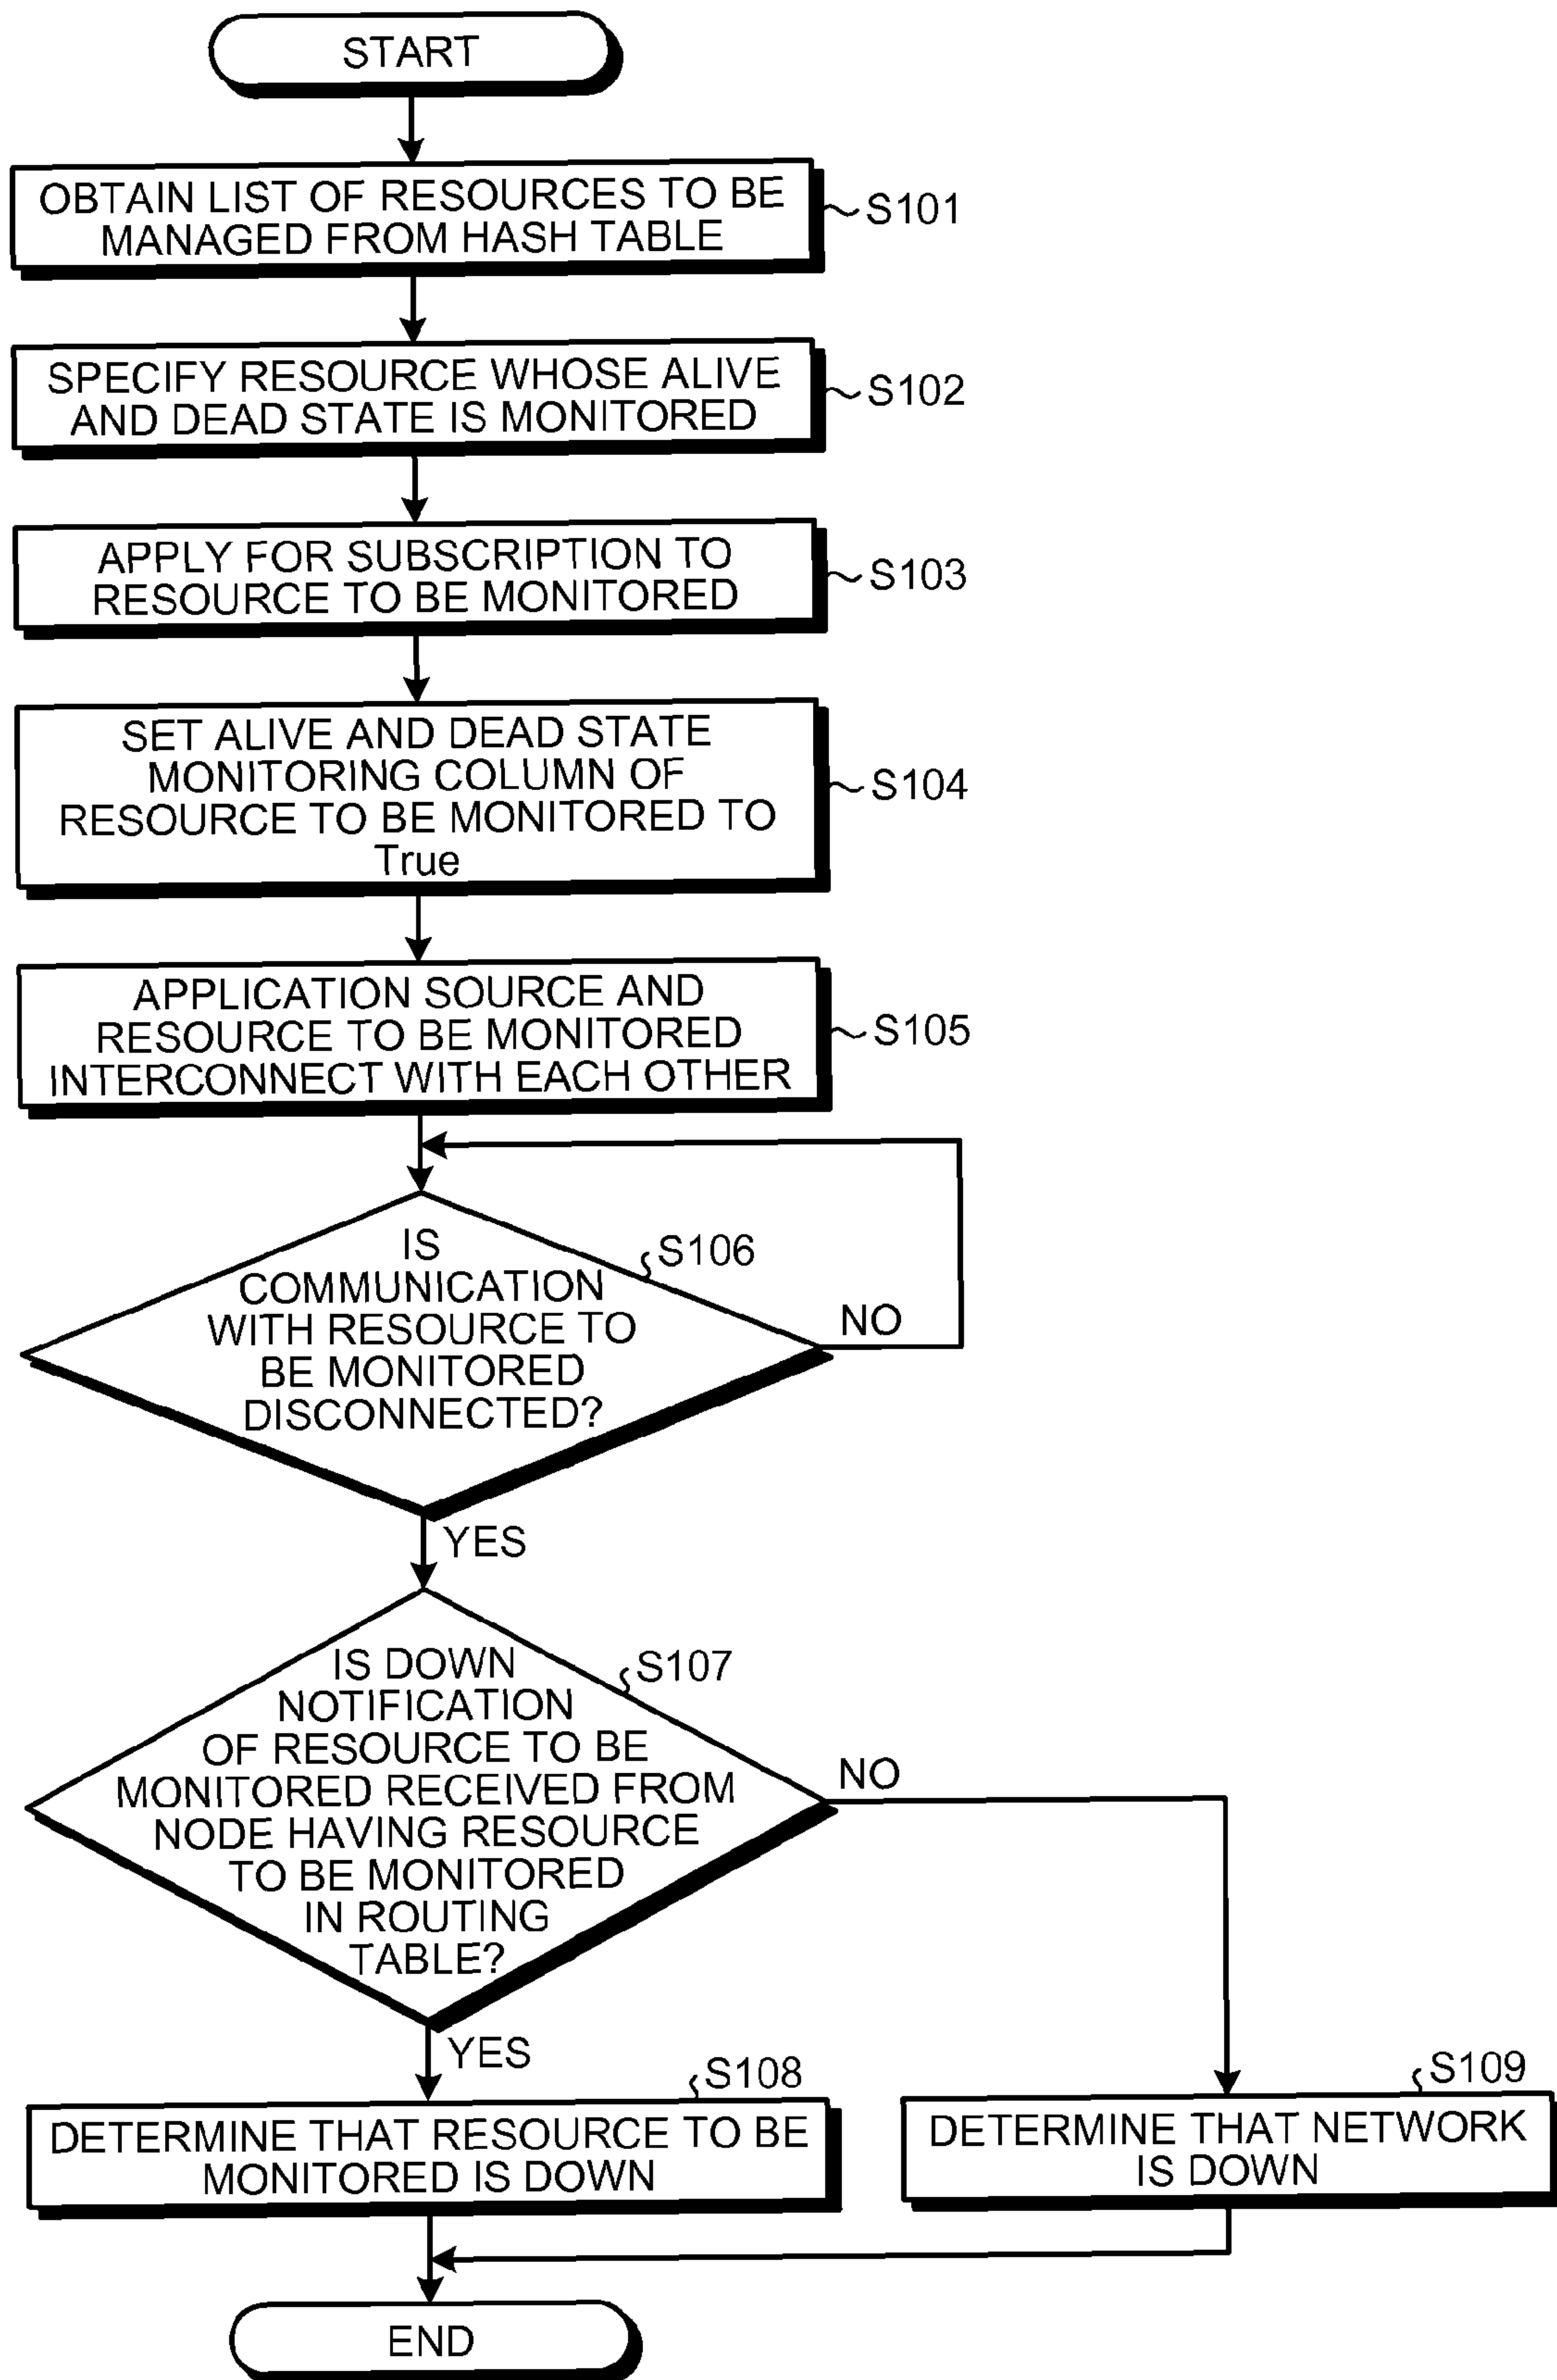 START
OBTAIN LIST OF RESOURCES TO BE
MANAGED FROM HASH TABLE
S101
SPECIFY RESOURCE WHOSE ALIVE
AND DEAD STATE IS MONITORED
S102
APPLY FOR SUBSCRIPTION TO
RESOURCE TO BE MONITORED
S103
SET ALIVE AND DEAD STATE
MONITORING COLUMN OF
RESOURCE TO BE MONITORED TO
True
S104
APPLICATION SOURCE AND
RESOURCE TO BE MONITORED
INTERCONNECT WITH EACH OTHER
S105
IS
COMMUNICATION
WITH RESOURCE TO
BE MONITORED
DISCONNECTED?
S106
NO
YES
IS DOWN
NOTIFICATION
OF RESOURCE TO BE
MONITORED RECEIVED FROM
NODE HAVING RESOURCE
TO BE MONITORED
IN ROUTING
TABLE?
S107
NO
YES
S108
DETERMINE THAT RESOURCE TO BE
MONITORED IS DOWN
S109
DETERMINE THAT NETWORK
IS DOWN
END